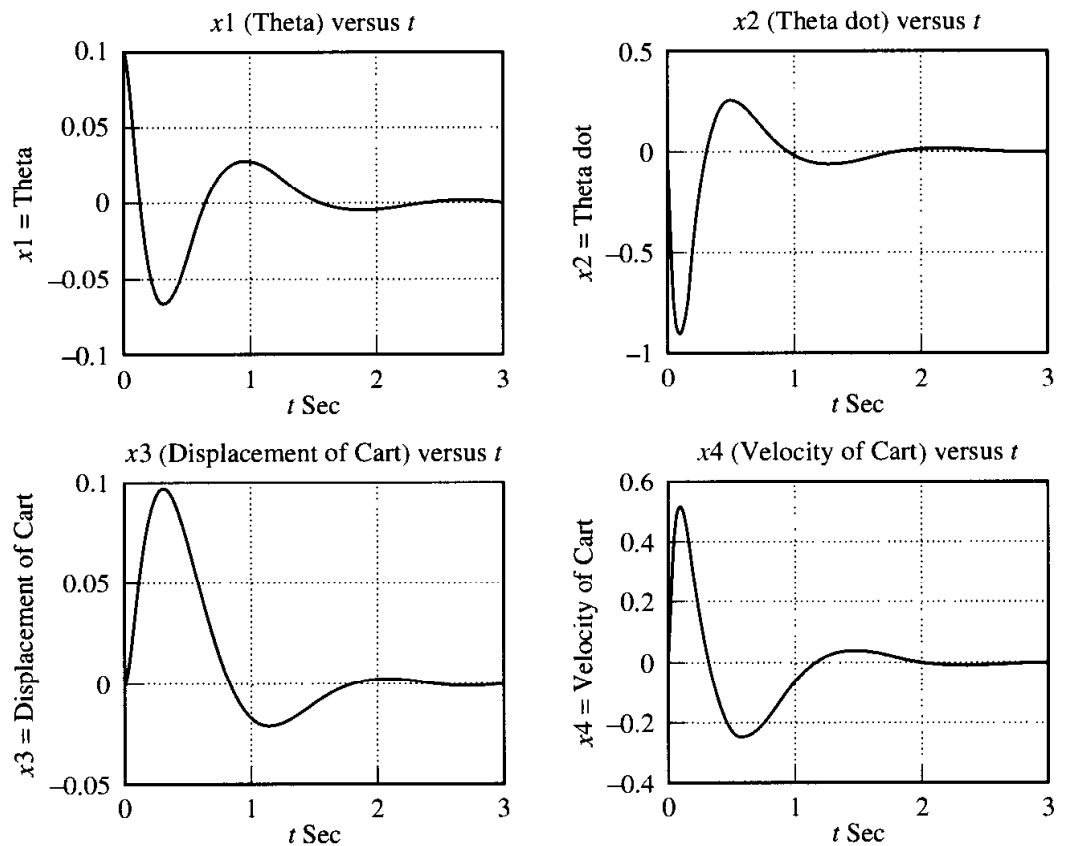 x1 (Theta) versus t
x1 = Theta
0.1
0.05
0
−0.05
−0.1
0 1 2 3
t Sec
x2 (Theta dot) versus t
x2 = Theta dot
0.5
0
−0.5
−1
0 1 2 3
t Sec
x3 (Displacement of Cart) versus t
x3 = Displacement of Cart
0.1
0.05
0
−0.05
0 1 2 3
t Sec
x4 (Velocity of Cart) versus t
x4 = Velocity of Cart
0.6
0.4
0.2
0
−0.2
−0.4
0 1 2 3
t Sec